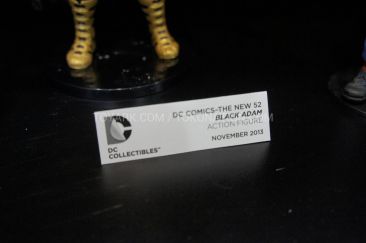 DC COMICS–THE NEW 52
BLACK ADAM
ACTION FIGURE
NOVEMBER 2013
DC
COLLECTIBLES™